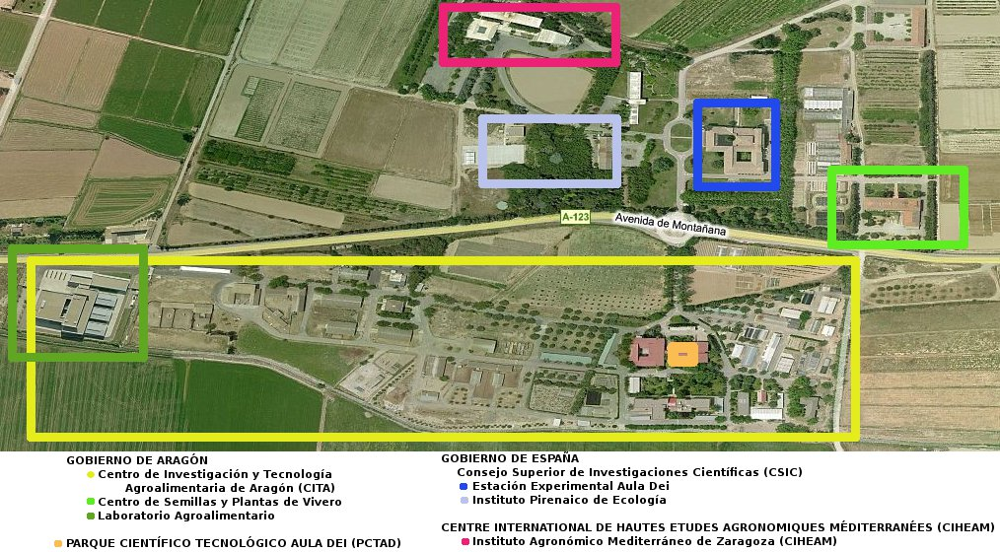 A-123
Avenida de Montañana
GOBIERNO DE ARAGÓN
Centro de Investigación y Tecnología
Agroalimentaria de Aragón (CITA)
Centro de Semillas y Plantas de Vivero
Laboratorio Agroalimentario
PARQUE CIENTÍFICO TECNOLÓGICO AULA DEI (PCTAD)
GOBIERNO DE ESPAÑA
Consejo Superior de Investigaciones Científicas (CSIC)
Estación Experimental Aula Dei
Instituto Pirenaico de Ecología
CENTRE INTERNATIONAL DE HAUTES ETUDES AGRONOMIQUES MÉDITERRANÉES (CIHEAM)
Instituto Agronómico Mediterráneo de Zaragoza (CIHEAM)